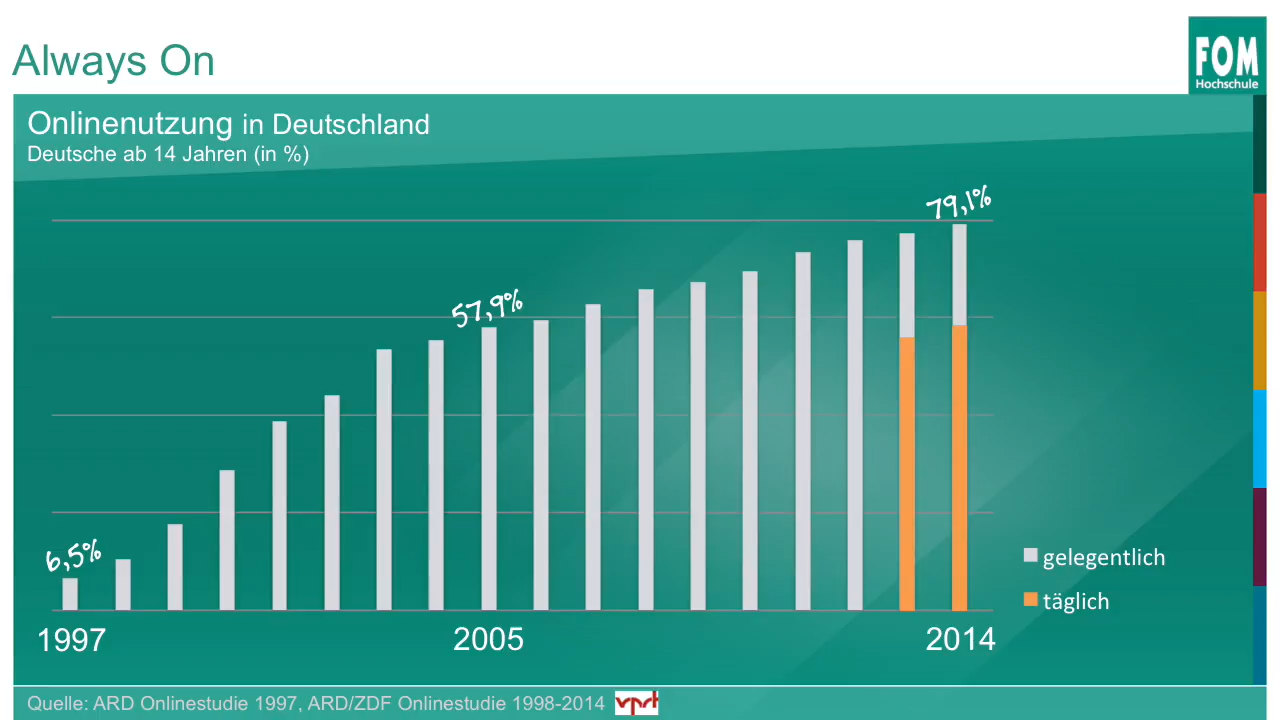 Always On
FOM
Hochschule
Onlinenutzung in Deutschland
Deutsche ab 14 Jahren (in %)
79,1%
57,9%
6,5%
gelegentlich
täglich
1997
2005
2014
Quelle: ARD Onlinestudie 1997, ARD/ZDF Onlinestudie 1998-2014 vprt